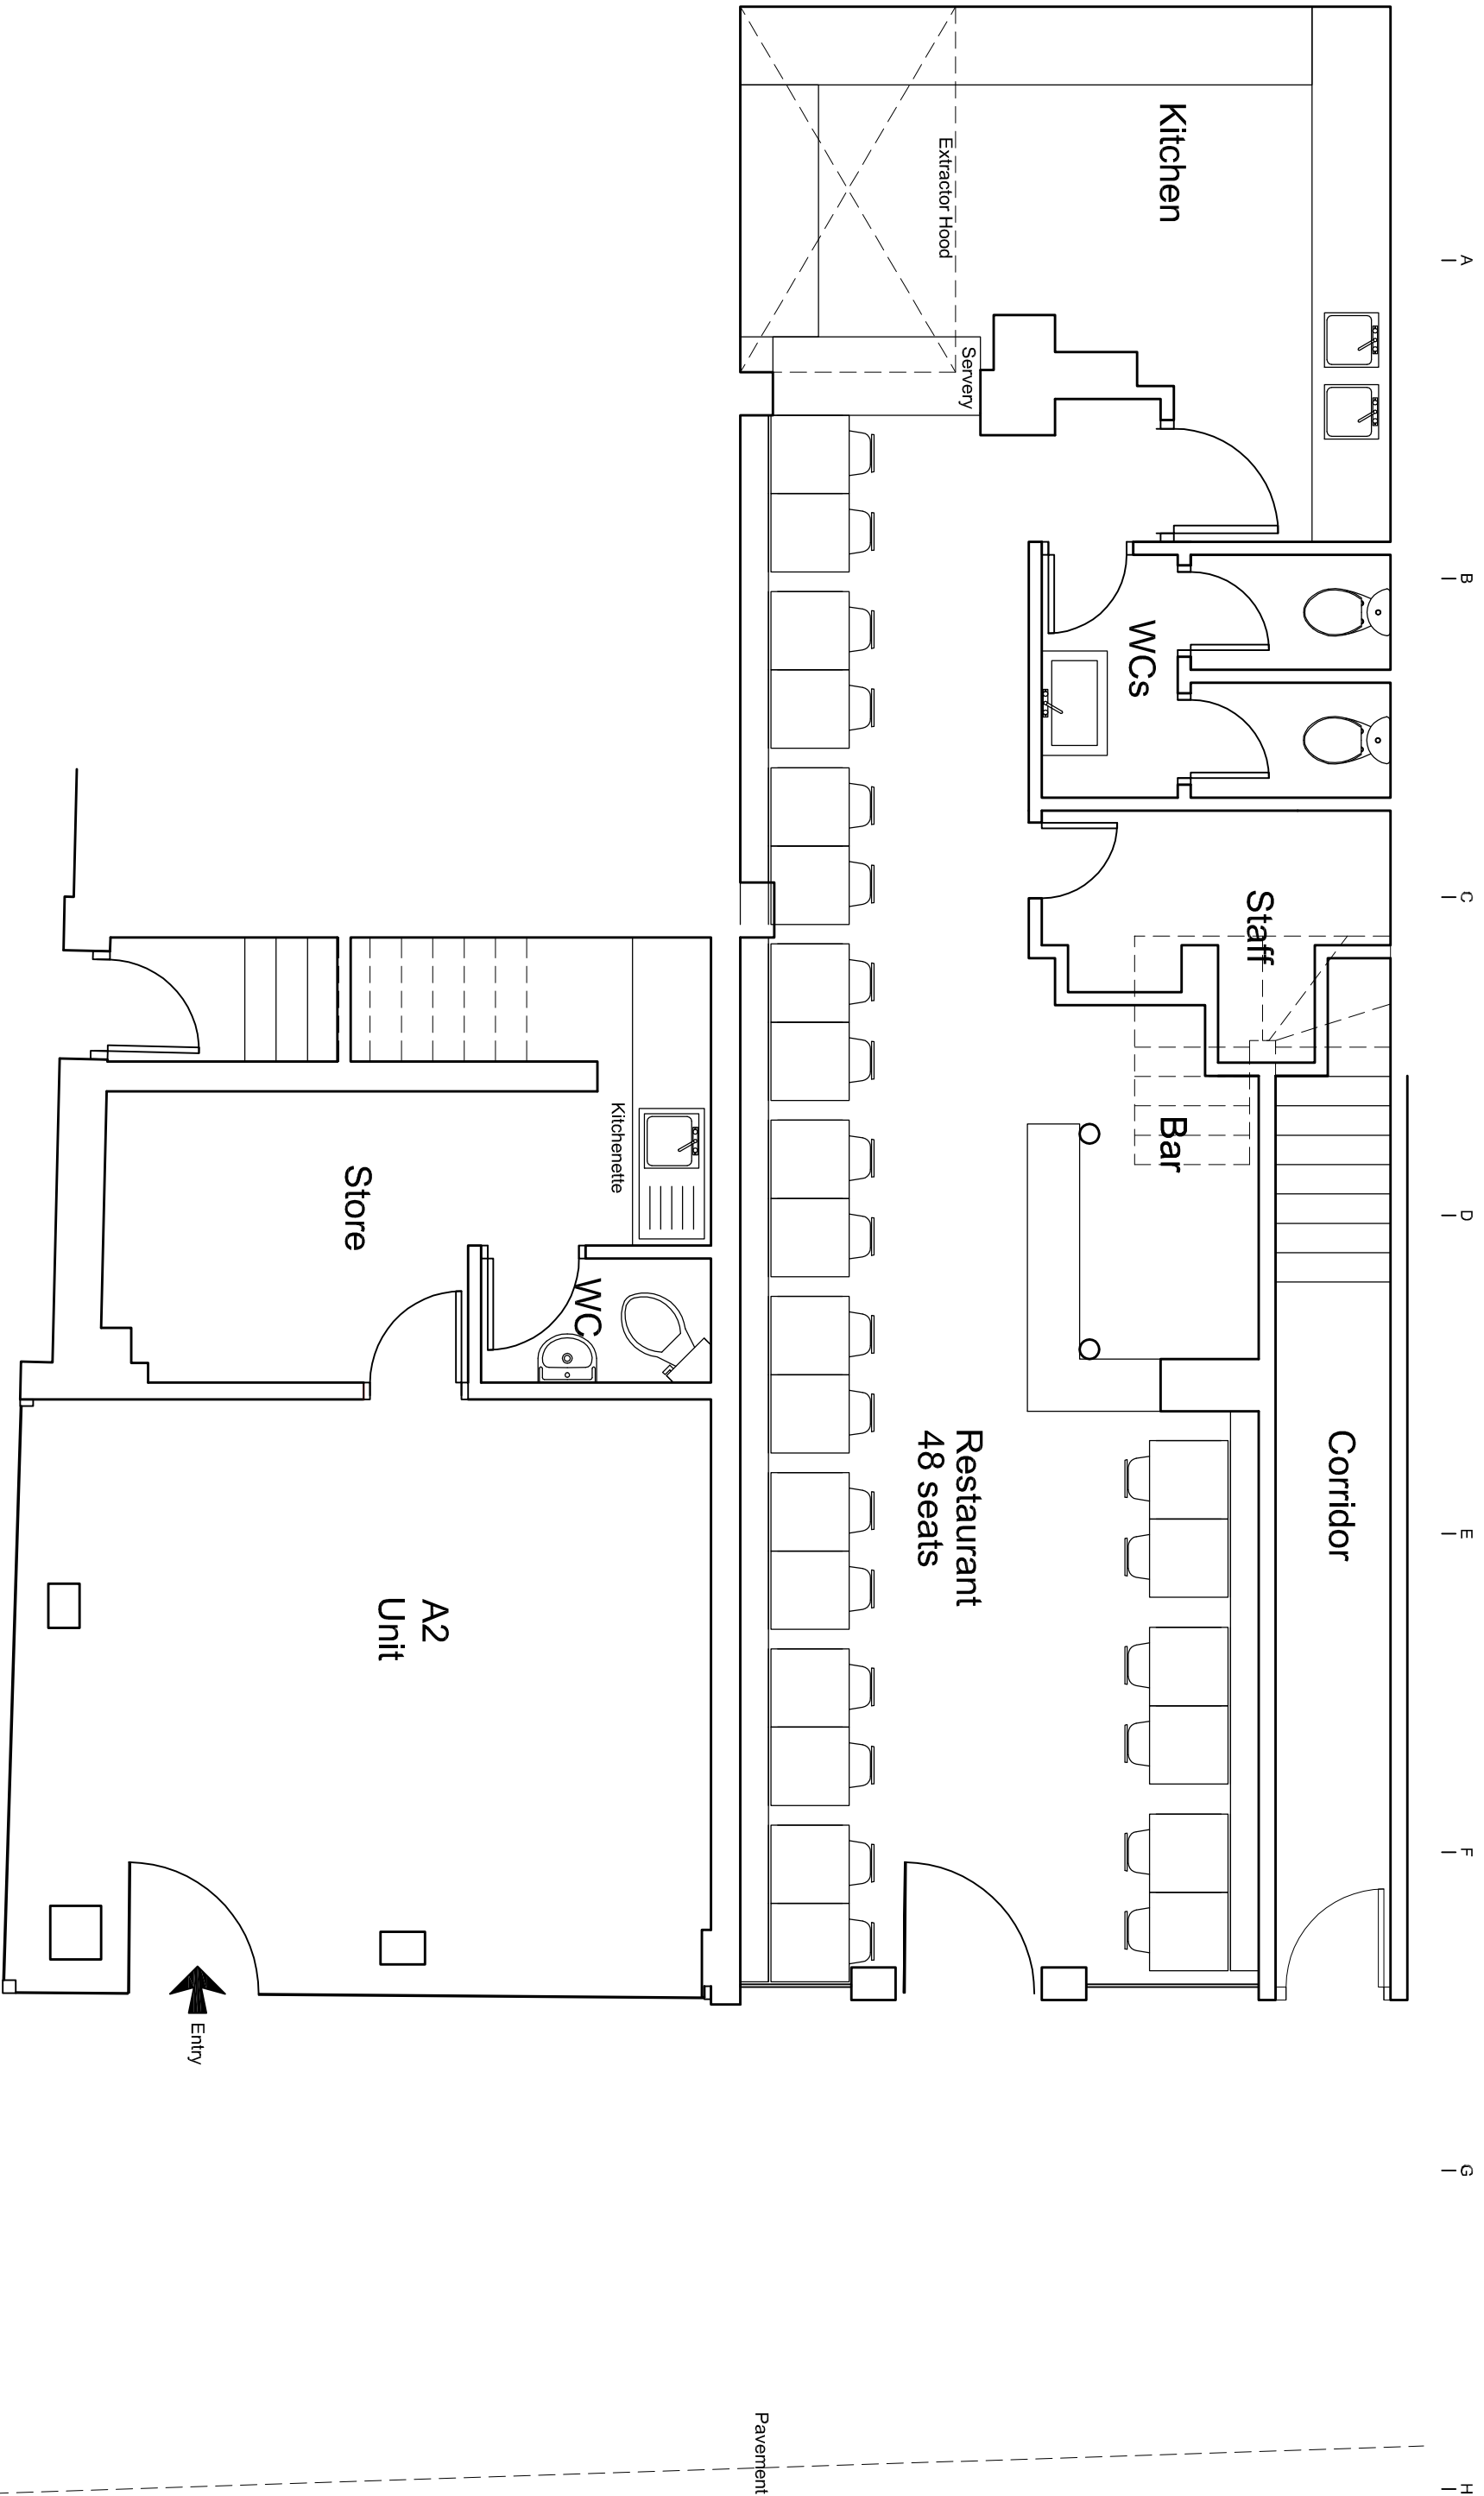 A
B
C
D
E
F
G
H
Kitchen
Extractor Hood
Servery
WCs
Staff
Bar
Corridor
Restaurant
48 seats
Kitchenette
WC
Store
A2
Unit
Entry
Pavement